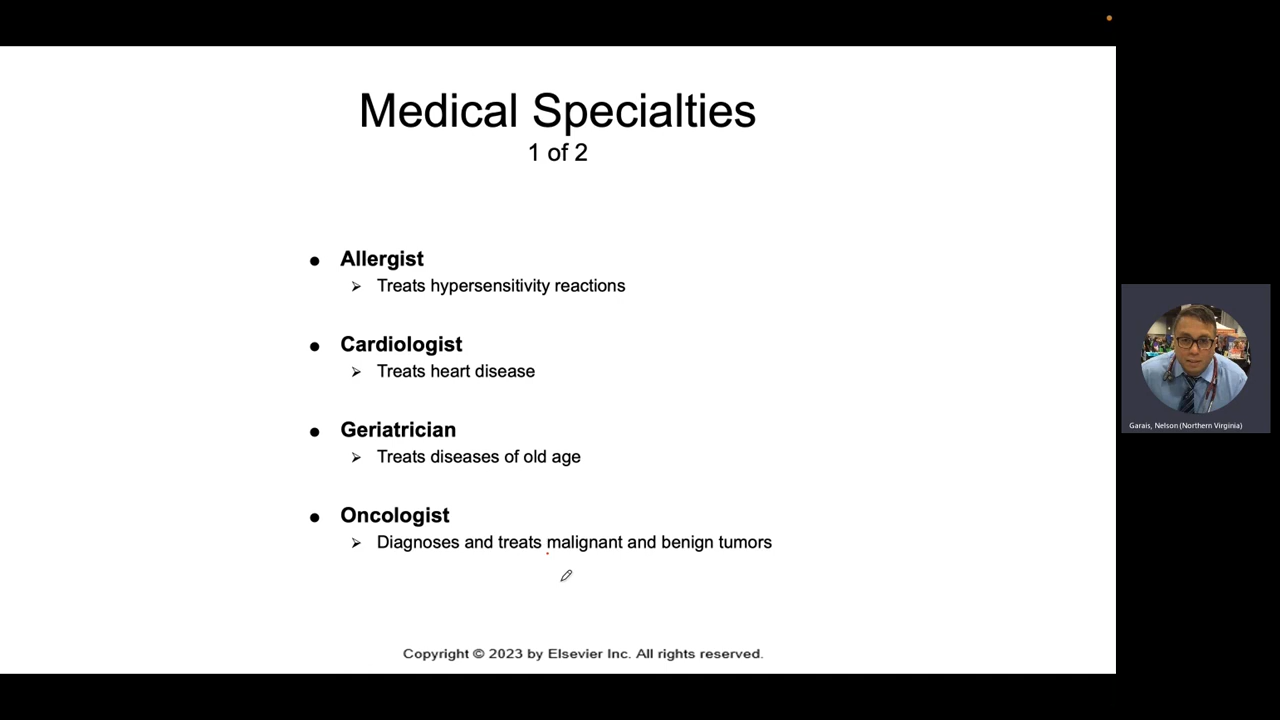 Medical Specialties
1 of 2
● Allergist
➢ Treats hypersensitivity reactions
● Cardiologist
➢ Treats heart disease
● Geriatrician
➢ Treats diseases of old age
● Oncologist
➢ Diagnoses and treats malignant and benign tumors
Copyright © 2023 by Elsevier Inc. All rights reserved.
Garais, Nelson (Northern Virginia)